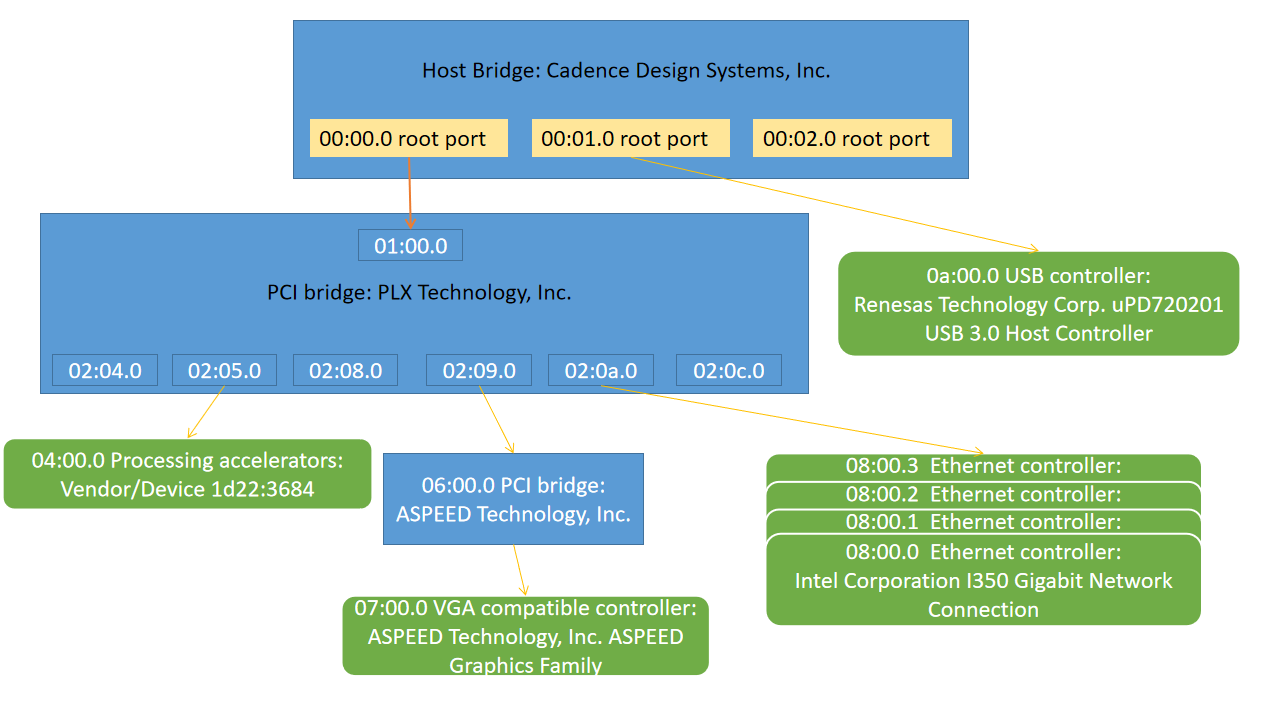 Host Bridge: Cadence Design Systems, Inc.
00:00.0 root port
00:01.0 root port
00:02.0 root port
01:00.0
PCI bridge: PLX Technology, Inc.
02:04.0
02:05.0
02:08.0
02:09.0
02:0a.0
02:0c.0
0a:00.0 USB controller:
Renesas Technology Corp. uPD720201
USB 3.0 Host Controller
04:00.0 Processing accelerators:
Vendor/Device 1d22:3684
06:00.0 PCI bridge:
ASPEED Technology, Inc.
07:00.0 VGA compatible controller:
ASPEED Technology, Inc. ASPEED
Graphics Family
08:00.3 Ethernet controller:
08:00.2 Ethernet controller:
08:00.1 Ethernet controller:
08:00.0 Ethernet controller:
Intel Corporation I350 Gigabit Network
Connection